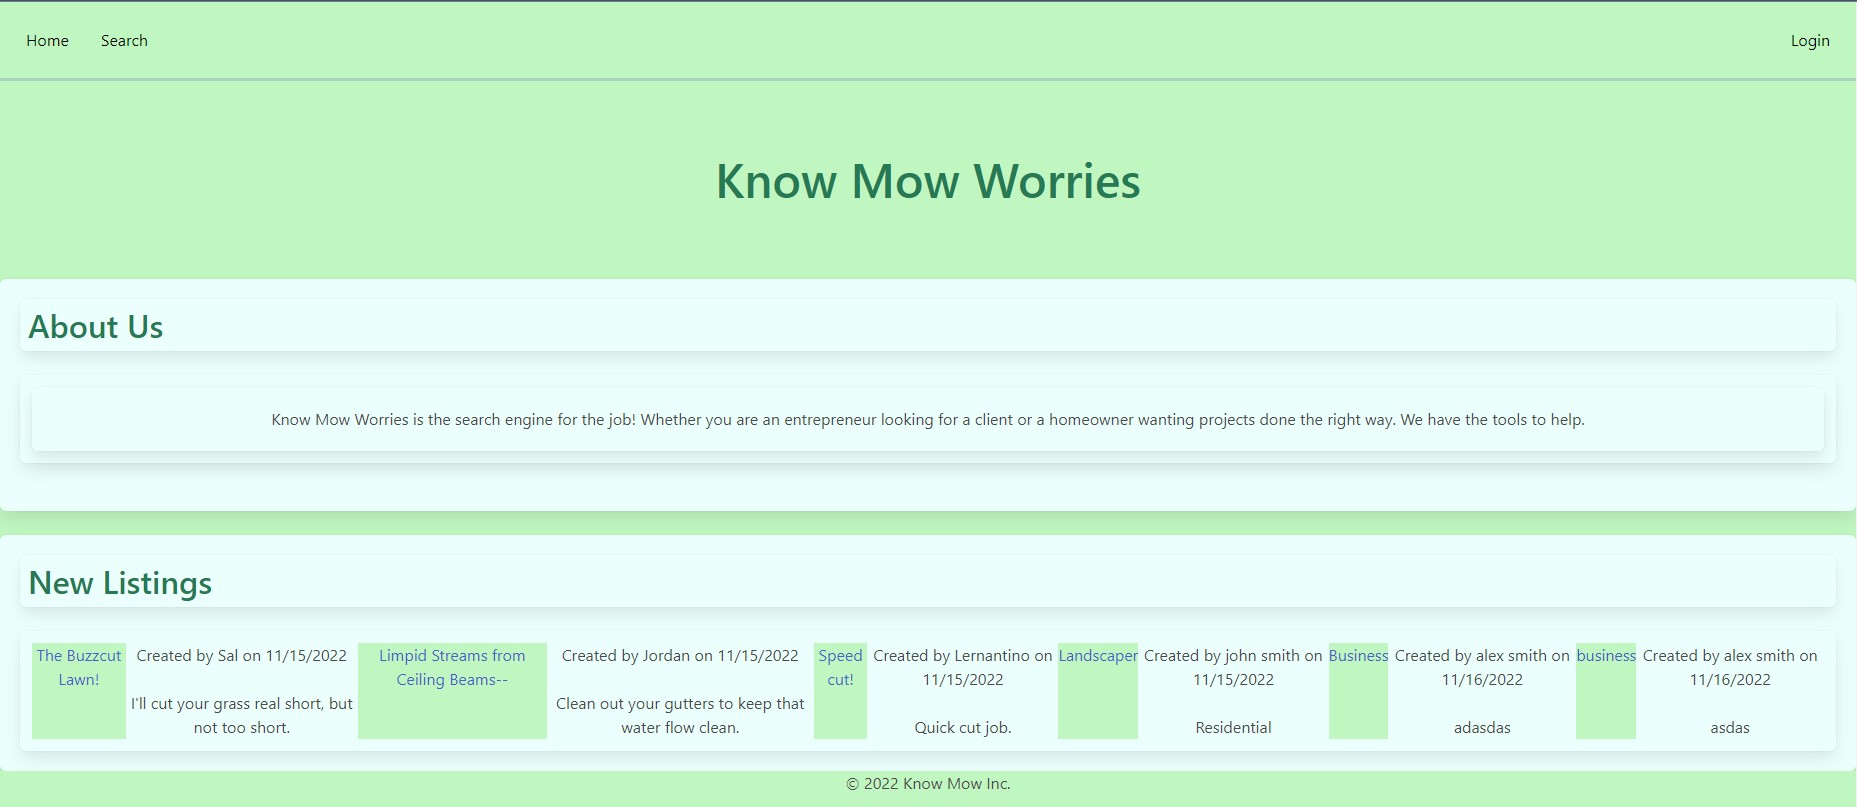 Home Search Login
Know Mow Worries
About Us
Know Mow Worries is the search engine for the job! Whether you are an entrepreneur looking for a client or a homeowner wanting projects done the right way. We have the tools to help.
New Listings
The Buzzcut
Lawn!
Created by Sal on 11/15/2022
I'll cut your grass real short, but
not too short.
Limpid Streams from
Ceiling Beams--
Created by Jordan on 11/15/2022
Clean out your gutters to keep that
water flow clean.
Speed
cut!
Created by Lernantino on
11/15/2022
Quick cut job.
Landscaper
Created by john smith on
11/15/2022
Residential
Business
Created by alex smith on
11/16/2022
adasdas
business
Created by alex smith on
11/16/2022
asdas
© 2022 Know Mow Inc.